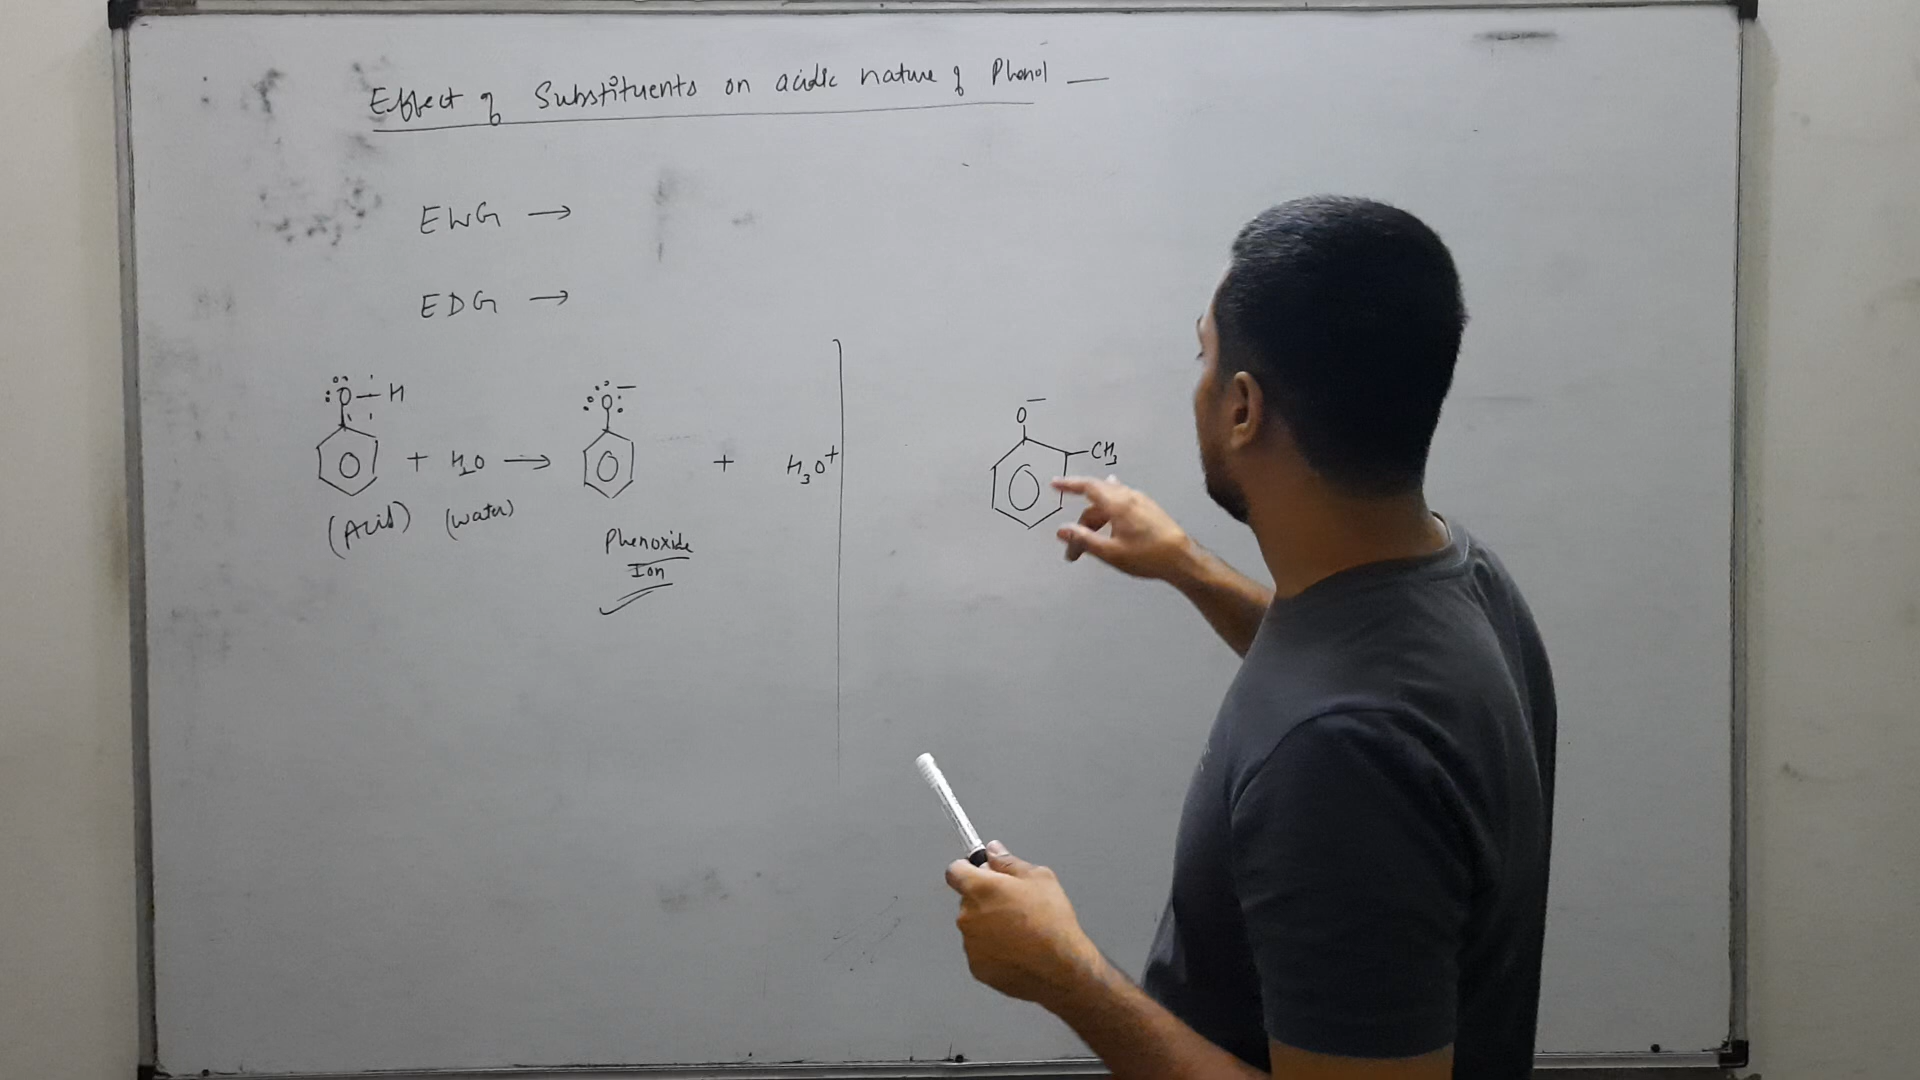 Effect of Substituents on acidic nature of Phenol —
EWG →
EDG →
:O-H
+ H2O → O- + H3O+
(Acid) (water)
Phenoxide
Ion
O-
CH3